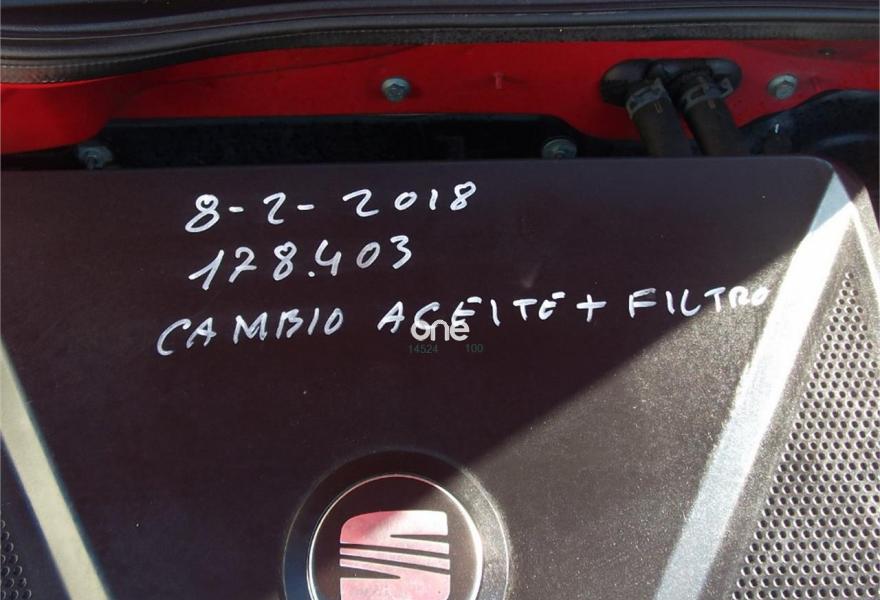 8-2-2018
178.403
CAMBIO ACEITE + FILTRO
one
14524 100